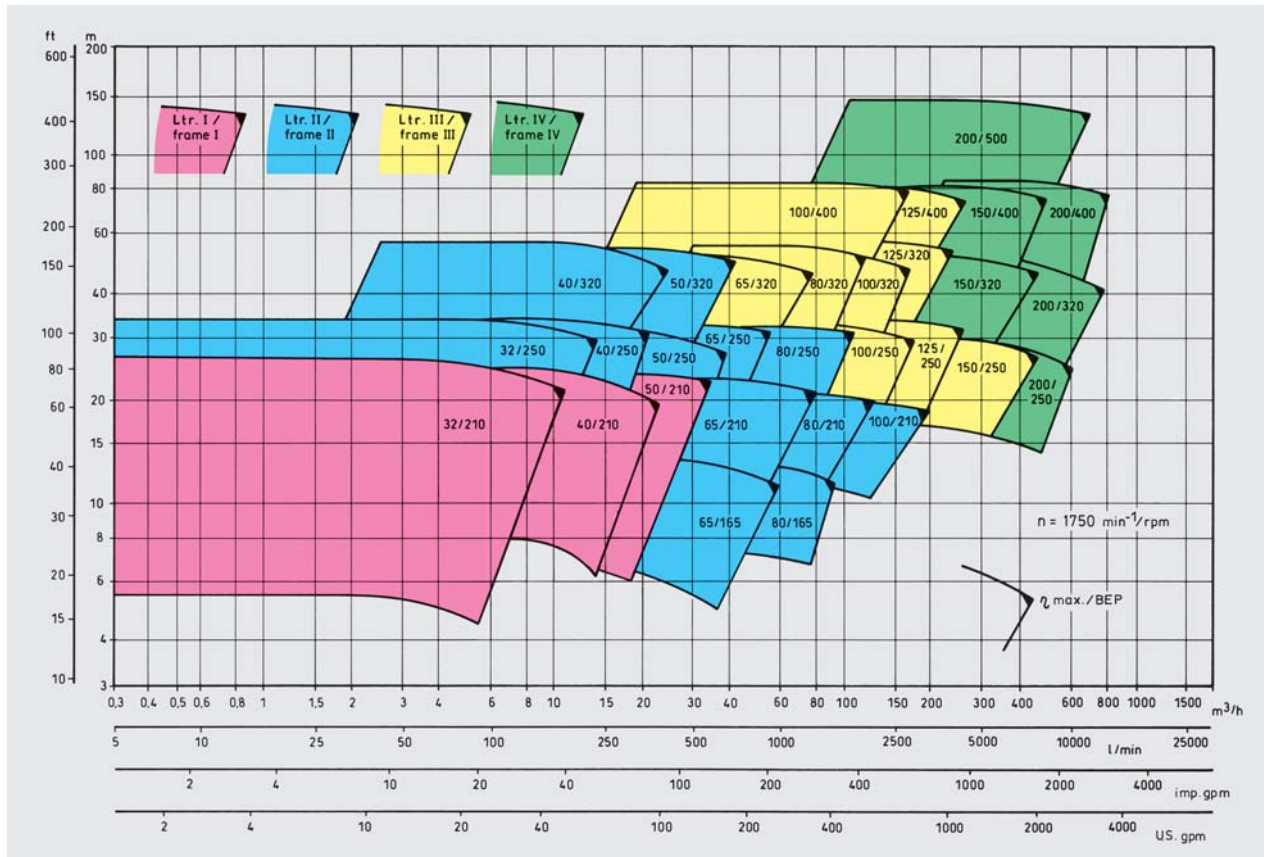 ft m
600 200
150
400
300 100
80
200
60
150
40
100 30
80
60 20
15
40
10
30
8
20 6
15
4
10 3
Ltr. I /
frame I
Ltr. II /
frame II
Ltr. III /
frame III
Ltr. IV /
frame IV
200/500
100/400 125/400 150/400 200/400
40/320 50/320 65/320 80/320 100/320 125/320 150/320 200/320
32/250 40/250 50/250 65/250 80/250 100/250 125/
250 150/250 200/
250
32/210 40/210 50/210 65/210 80/210 100/210
65/165 80/165
n = 1750 min⁻¹/rpm
η max./BEP
0,3 0,4 0,5 0,6 0,8 1 1,5 2 3 4 6 8 10 15 20 30 40 60 80 100 150 200 300 400 600 800 1000 1500 m³/h
5 10 25 50 100 250 500 1000 2500 5000 10000 25000 l/min
2 4 10 20 40 100 200 400 1000 2000 4000 imp.gpm
2 4 10 20 40 100 200 400 1000 2000 4000 US. gpm